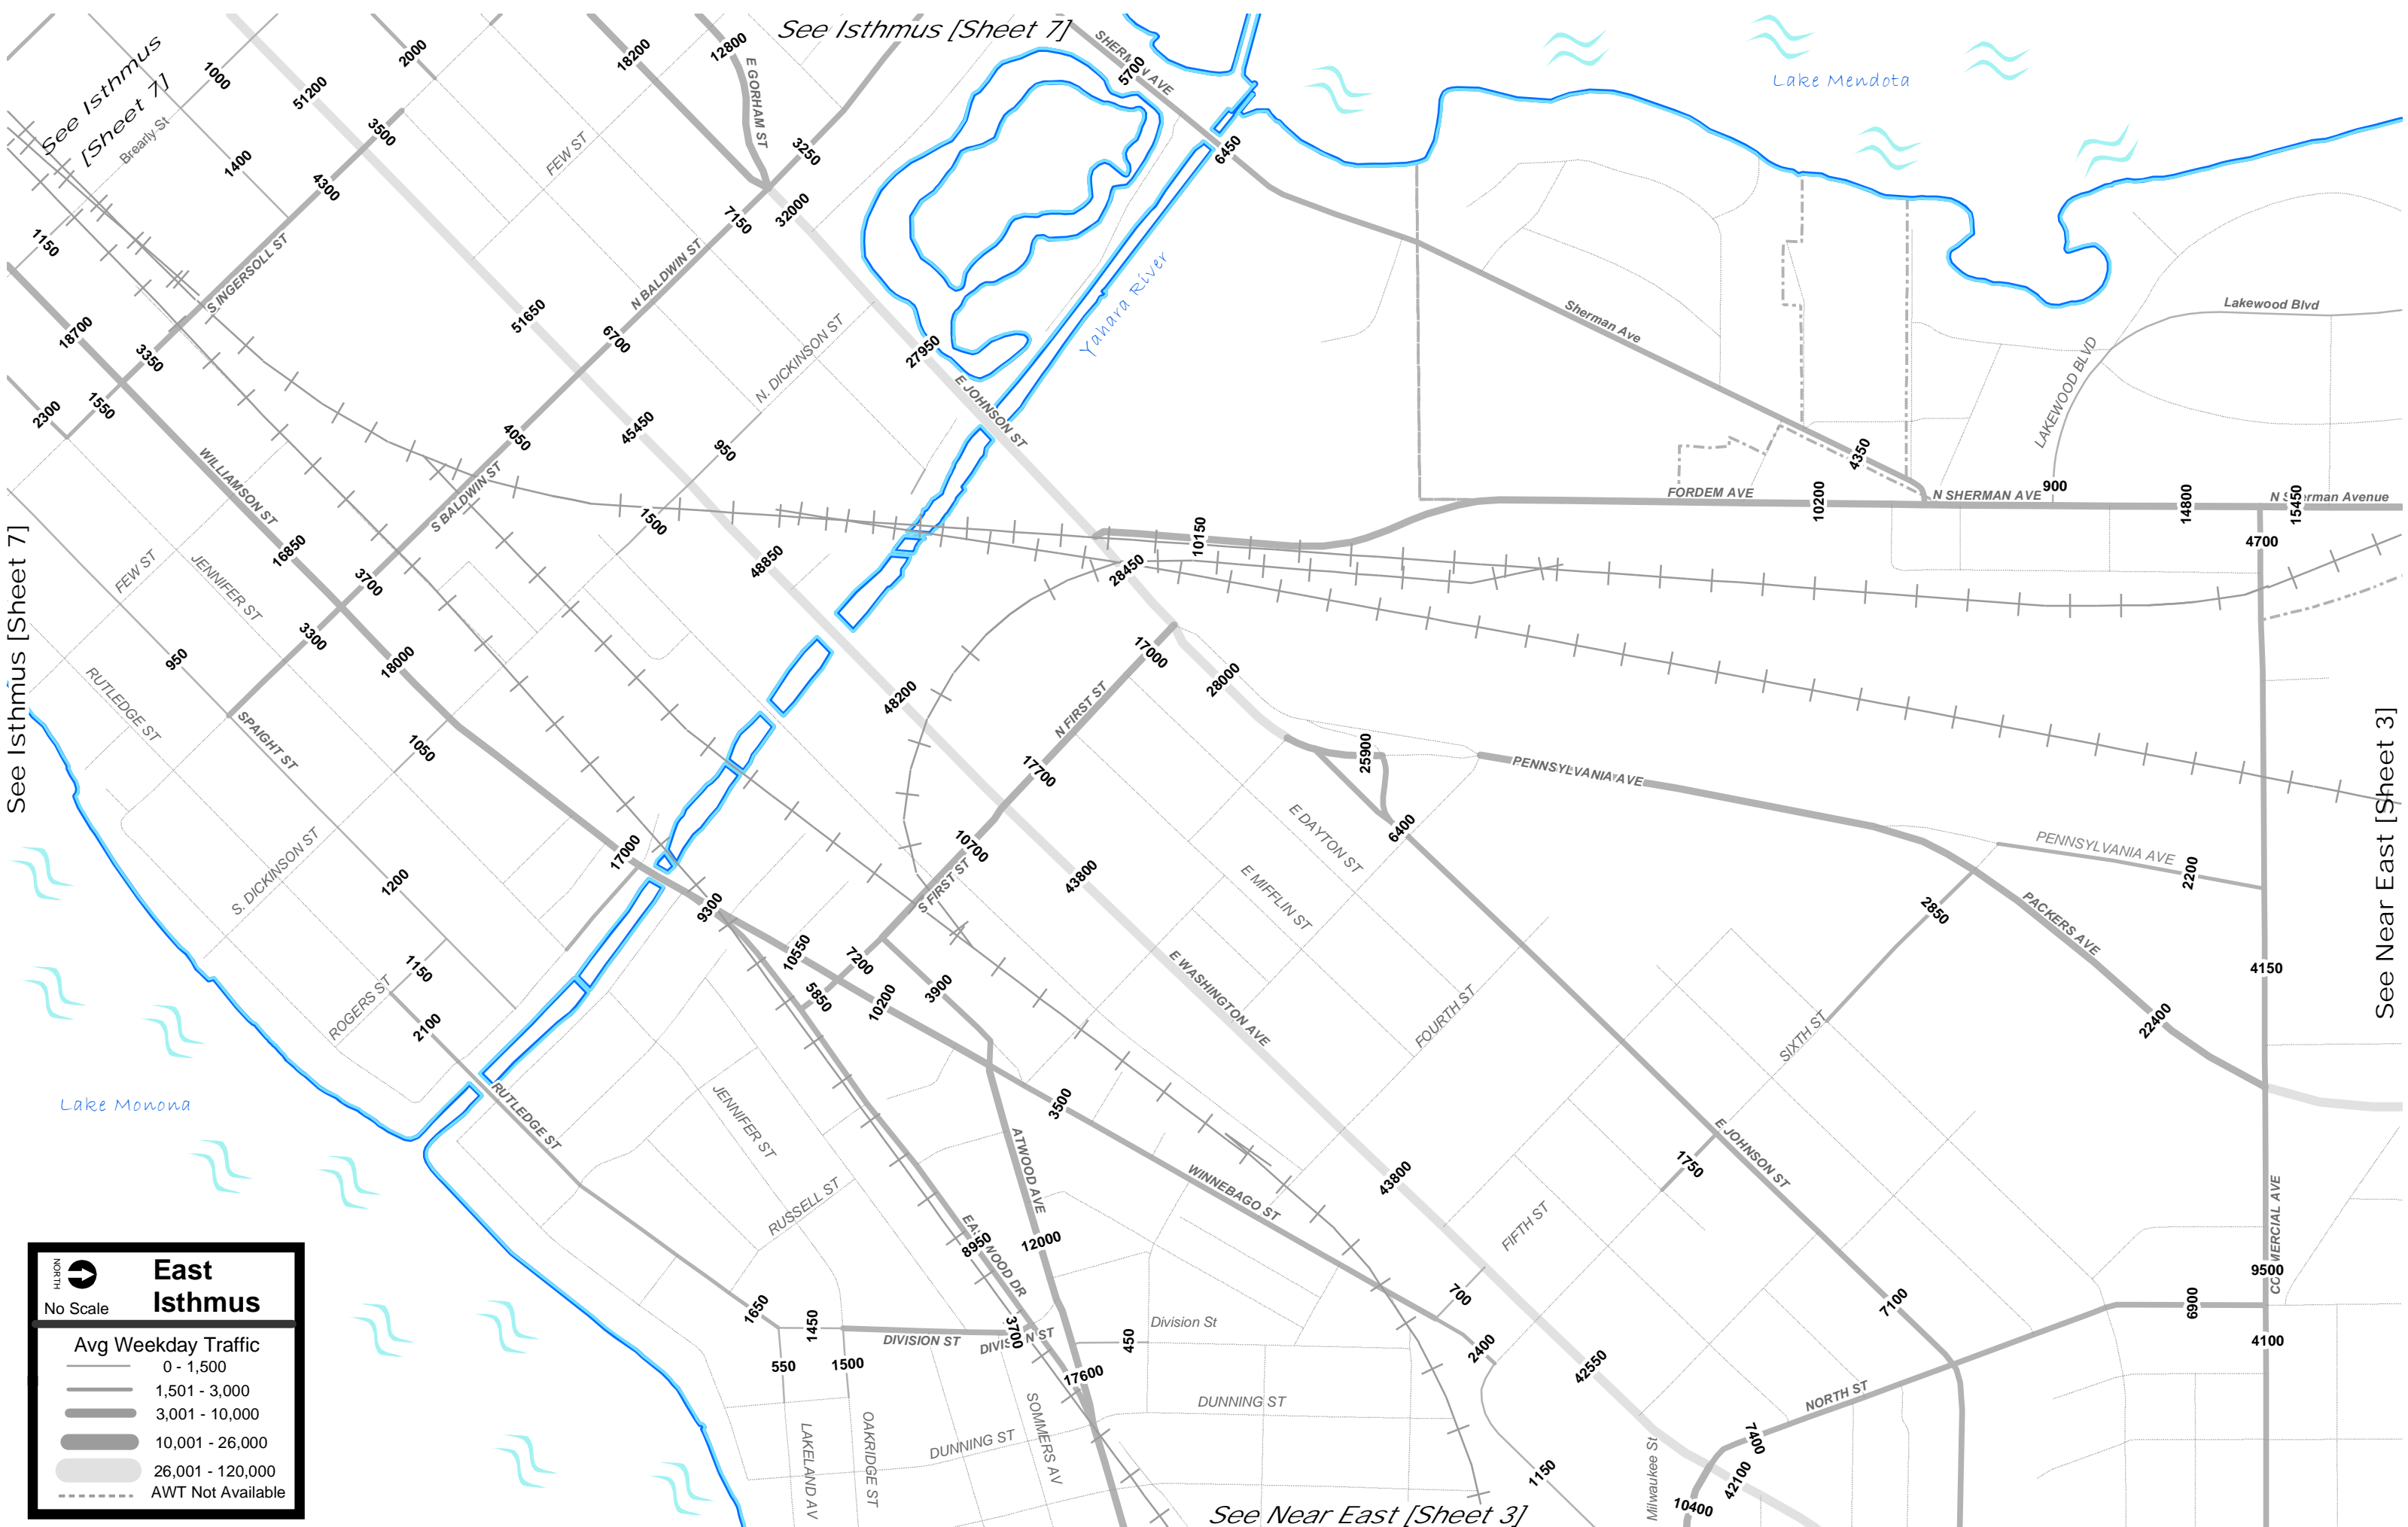 See Isthmus [Sheet 7]
See Isthmus
[Sheet 7]
Brearly St
1000
51200
2000
18200
12800
E GORHAM ST
SHERMAN AVE
5700
6450
Lake Mendota
3500
1400
4300
FEW ST
3250
1150
S INGERSOLL ST
7150
32000
N BALDWIN ST
Yahara River
18700
3350
51650
6700
27950
N. DICKINSON ST
E JOHNSON ST
Sherman Ave
Lakewood Blvd
LAKEWOOD BLVD
2300
1550
4050
45450
950
4350
WILLIAMSON ST
S BALDWIN ST
1500
FORDEM AVE
10200
N SHERMAN AVE
900
14800
N Sherman Avenue
15450
4700
10150
See Isthmus [Sheet 7]
FEW ST
JENNIFER ST
16850
3700
48850
28450
3300
18000
950
RUTLEDGE ST
SPAIGHT ST
1050
48200
17000
28000
N FIRST ST
17700
25900
PENNSYLVANIA AVE
See Near East [Sheet 3]
S. DICKINSON ST
17000
10700
6400
E DAYTON ST
E MIFFLIN ST
43800
PENNSYLVANIA AVE
2200
1200
9300
S FIRST ST
2850
PACKERS AVE
1150
ROGERS ST
2100
10550
7200
5850
10200
3900
E WASHINGTON AVE
FOURTH ST
SIXTH ST
4150
22400
Lake Monona
RUTLEDGE ST
JENNIFER ST
3500
ATWOOD AVE
WINNEBAGO ST
43800
1750
E JOHNSON ST
RUSSELL ST
EASTWOOD DR
8950
12000
FIFTH ST
COMMERCIAL AVE
9500
700
7100
6900
1650
1450
DIVISION ST
DIVISION ST
3700
450
Division St
2400
4100
550
1500
17600
42550
NORTH ST
DUNNING ST
DUNNING ST
LAKELAND AV
OAKRIDGE ST
SOMMERS AV
1150
Milwaukee St
7400
42100
10400
See Near East [Sheet 3]
NORTH
No Scale
East
Isthmus
Avg Weekday Traffic
0 - 1,500
1,501 - 3,000
3,001 - 10,000
10,001 - 26,000
26,001 - 120,000
AWT Not Available